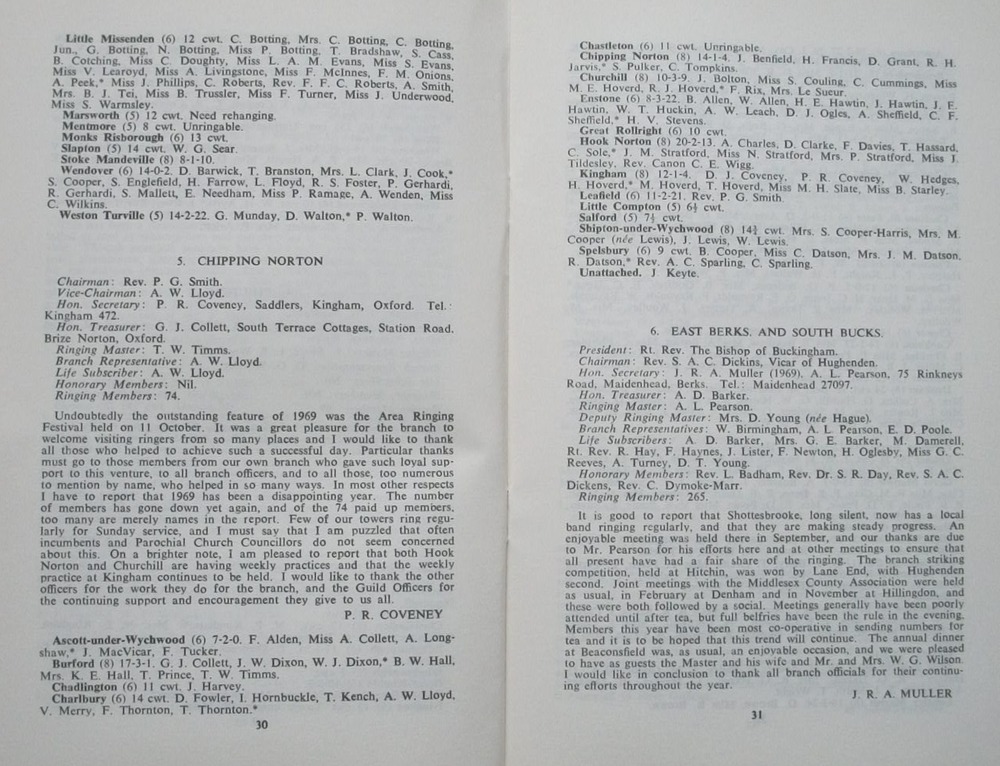 Little Missenden (6) 12 cwt. C. Botting, Mrs. C. Botting, C. Botting,
Jun., G. Botting, N. Botting, Miss P. Botting, T. Bradshaw, S. Cass,
B. Cotching, Miss C. Doughty, Miss L. A. M. Evans, Miss S. Evans,
Miss V. Learoyd, Miss A. Livingstone, Miss F. McInnes, F. M. Onions,
A. Peek,* Miss J. Phillips, C. Roberts, Rev. F. F. C. Roberts, A. Smith,
Mrs. B. J. Tei, Miss B. Trussler, Miss F. Turner, Miss J. Underwood,
Miss S. Warmsley.
Marsworth (5) 12 cwt. Need rehanging.
Mentmore (5) 8 cwt. Unringable.
Monks Risborough (6) 13 cwt.
Slapton (5) 14 cwt. W. G. Sear.
Stoke Mandeville (8) 8-1-10.
Wendover (6) 14-0-2. D. Barwick, T. Branston, Mrs. L. Clark, J. Cook,*
S. Cooper, S. Englefield, H. Farrow, L. Floyd, R. S. Foster, P. Gerhardi,
R. Gerhardi, S. Mallett, E. Needham, Miss P. Ramage, A. Wenden, Miss
C. Wilkins.
Weston Turville (5) 14-2-22. G. Munday, D. Walton,* P. Walton.
5. CHIPPING NORTON
Chairman: Rev. P. G. Smith.
Vice-Chairman: A. W. Lloyd.
Hon. Secretary: P. R. Coveney, Saddlers, Kingham, Oxford. Tel.:
Kingham 472.
Hon. Treasurer: G. J. Collett, South Terrace Cottages, Station Road,
Brize Norton, Oxford.
Ringing Master: T. W. Timms.
Branch Representative: A. W. Lloyd.
Life Subscriber: A. W. Lloyd.
Honorary Members: Nil.
Ringing Members: 74.
Undoubtedly the outstanding feature of 1969 was the Area Ringing
Festival held on 11 October. It was a great pleasure for the branch to
welcome visiting ringers from so many places and I would like to thank
all those who helped to achieve such a successful day. Particular thanks
must go to those members from our own branch who gave such loyal sup-
port to this venture, to all branch officers, and to all those, too numerous
to mention by name, who helped in so many ways. In most other respects
I have to report that 1969 has been a disappointing year. The number
of members has gone down yet again, and of the 74 paid up members,
too many are merely names in the report. Few of our towers ring regu-
larly for Sunday service, and I must say that I am puzzled that often
incumbents and Parochial Church Councillors do not seem concerned
about this. On a brighter note, I am pleased to report that both Hook
Norton and Churchill are having weekly practices and that the weekly
practice at Kingham continues to be held. I would like to thank the other
officers for the work they do for the branch, and the Guild Officers for
the continuing support and encouragement they give to us all.
P. R. COVENEY
Ascott-under-Wychwood (6) 7-2-0. F. Alden, Miss A. Collett, A. Long-
shaw,* J. MacVicar, F. Tucker.
Burford (8) 17-3-1. G. J. Collett, J. W. Dixon, W. J. Dixon,* B. W. Hall,
Mrs. K. E. Hall, T. Prince, T. W. Timms.
Chadlington (6) 11 cwt. J. Harvey.
Charlbury (6) 14 cwt. D. Fowler, I. Hornbuckle, T. Kench, A. W. Lloyd,
V. Merry, F. Thornton, T. Thornton.*
30
Chastleton (6) 11 cwt. Unringable.
Chipping Norton (8) 14-1-4. J. Benfield, H. Francis, D. Grant, R. H.
Jarvis,* S. Pulker, C. Tompkins.
Churchill (8) 10-3-9. J. Bolton, Miss S. Couling, C. Cummings, Miss
M. E. Hoverd, R. J. Hoverd,* F. Rix, Mrs. Le Sueur.
Enstone (6) 8-3-22. B. Allen, W. Allen, H. E. Hawtin, J. Hawtin, J. F.
Hawtin, W. T. Huckin, A. W. Leach, D. J. Ogles, A. Sheffield, C. F.
Sheffield,* H. V. Stevens.
Great Rollright (6) 10 cwt.
Hook Norton (8) 20-2-13. A. Charles, D. Clarke, F. Davies, T. Hassard,
C. Sole,* J. M. Stratford, Miss N. Stratford, Mrs. P. Stratford, Miss J.
Tildesley, Rev. Canon C. E. Wigg.
Kingham (8) 12-1-4. D. J. Coveney, P. R. Coveney, W. Hedges,
H. Hoverd,* M. Hoverd, T. Hoverd, Miss M. H. Slate, Miss B. Starley.
Leafield (6) 11-2-21. Rev. P. G. Smith.
Little Compton (5) 6½ cwt.
Salford (5) 7½ cwt.
Shipton-under-Wychwood (8) 14¾ cwt. Mrs. S. Cooper-Harris, Mrs. M.
Cooper (née Lewis), J. Lewis, W. Lewis.
Spelsbury (6) 9 cwt. B. Cooper, Miss C. Datson, Mrs. J. M. Datson,
R. Datson,* Rev. A. C. Sparling, C. Sparling.
Unattached. J Keyte.
6. EAST BERKS. AND SOUTH BUCKS.
President: Rt. Rev. The Bishop of Buckingham.
Chairman: Rev. S. A. C. Dickins, Vicar of Hughenden.
Hon. Secretary: J. R. A. Muller (1969), A. L. Pearson, 75 Rinkneys
Road, Maidenhead, Berks. Tel.: Maidenhead 27097.
Hon. Treasurer: A. D. Barker.
Ringing Master: A. L. Pearson.
Deputy Ringing Master: Mrs. D. Young (née Hague).
Branch Representatives: W. Birmingham, A. L. Pearson, E. D. Poole.
Life Subscribers: A. D. Barker, Mrs. G. E. Barker, M. Damerell,
Rt. Rev. R. Hay, F. Haynes, J. Lister, F. Newton, H. Oglesby, Miss G. C.
Reeves, A. Turney, D. T. Young.
Honorary Members: Rev. L. Badham, Rev. Dr. S. R. Day, Rev. S. A. C.
Dickens, Rev. C. Dymoke-Marr.
Ringing Members: 265.
It is good to report that Shottesbrooke, long silent, now has a local
band ringing regularly, and that they are making steady progress. An
enjoyable meeting was held there in September, and our thanks are due
to Mr. Pearson for his efforts here and at other meetings to ensure that
all present have had a fair share of the ringing. The branch striking
competition, held at Hitchin, was won by Lane End, with Hughenden
second. Joint meetings with the Middlesex County Association were held
as usual, in February at Denham and in November at Hillingdon, and
these were both followed by a social. Meetings generally have been poorly
attended until after tea, but full belfries have been the rule in the evening.
Members this year have been most co-operative in sending numbers for
tea and it is to be hoped that this trend will continue. The annual dinner
at Beaconsfield was, as usual, an enjoyable occasion, and we were pleased
to have as guests the Master and his wife and Mr. and Mrs. W. G. Wilson.
I would like in conclusion to thank all branch officials for their continu-
ing efforts throughout the year.
J. R. A. MULLER
31